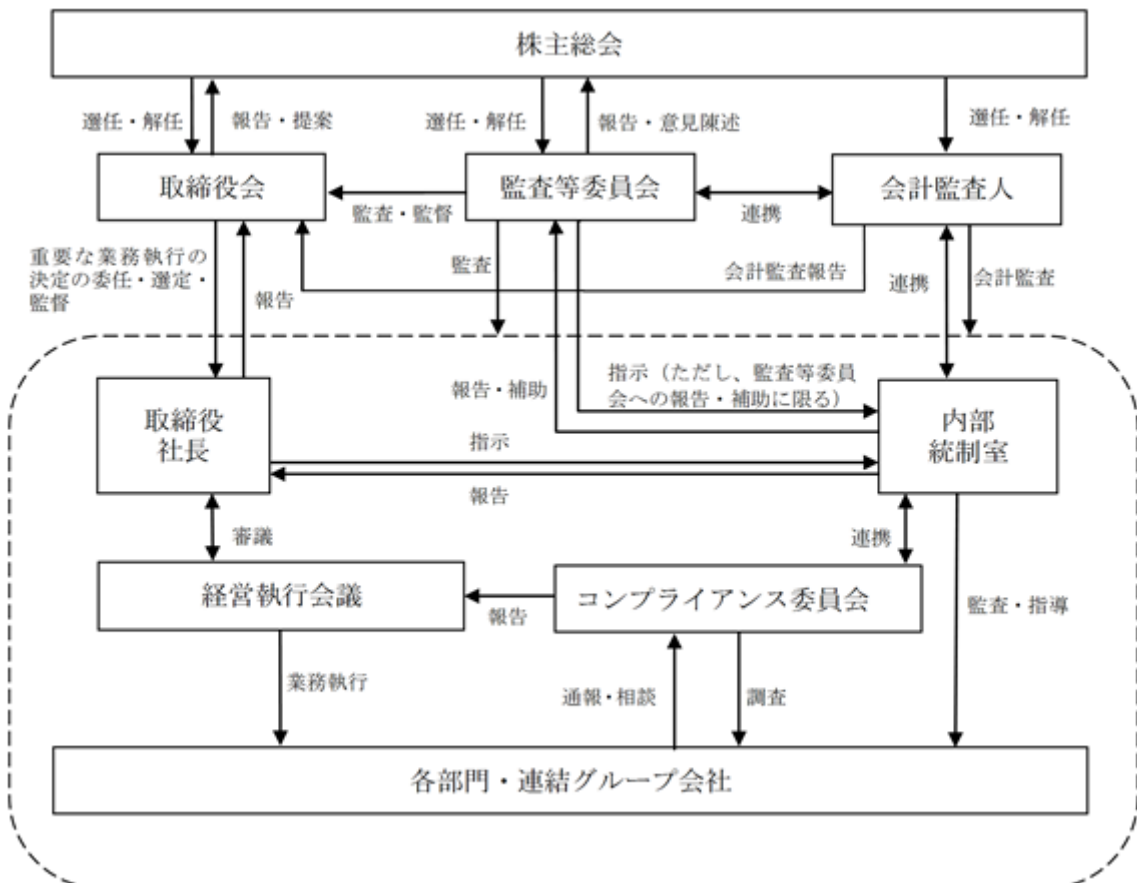 株主総会
選任・解任
報告・提案
選任・解任
報告・意見陳述
選任・解任
取締役会
監査等委員会
会計監査人
監査・監督
連携
重要な業務執行の
決定の委任・選定・
監督
報告
監査
会計監査報告
連携
会計監査
取締役
社長
報告・補助
指示（ただし、監査等委員
会への報告・補助に限る）
内部
統制室
指示
報告
審議
連携
経営執行会議
報告
コンプライアンス委員会
監査・指導
業務執行
通報・相談
調査
各部門・連結グループ会社